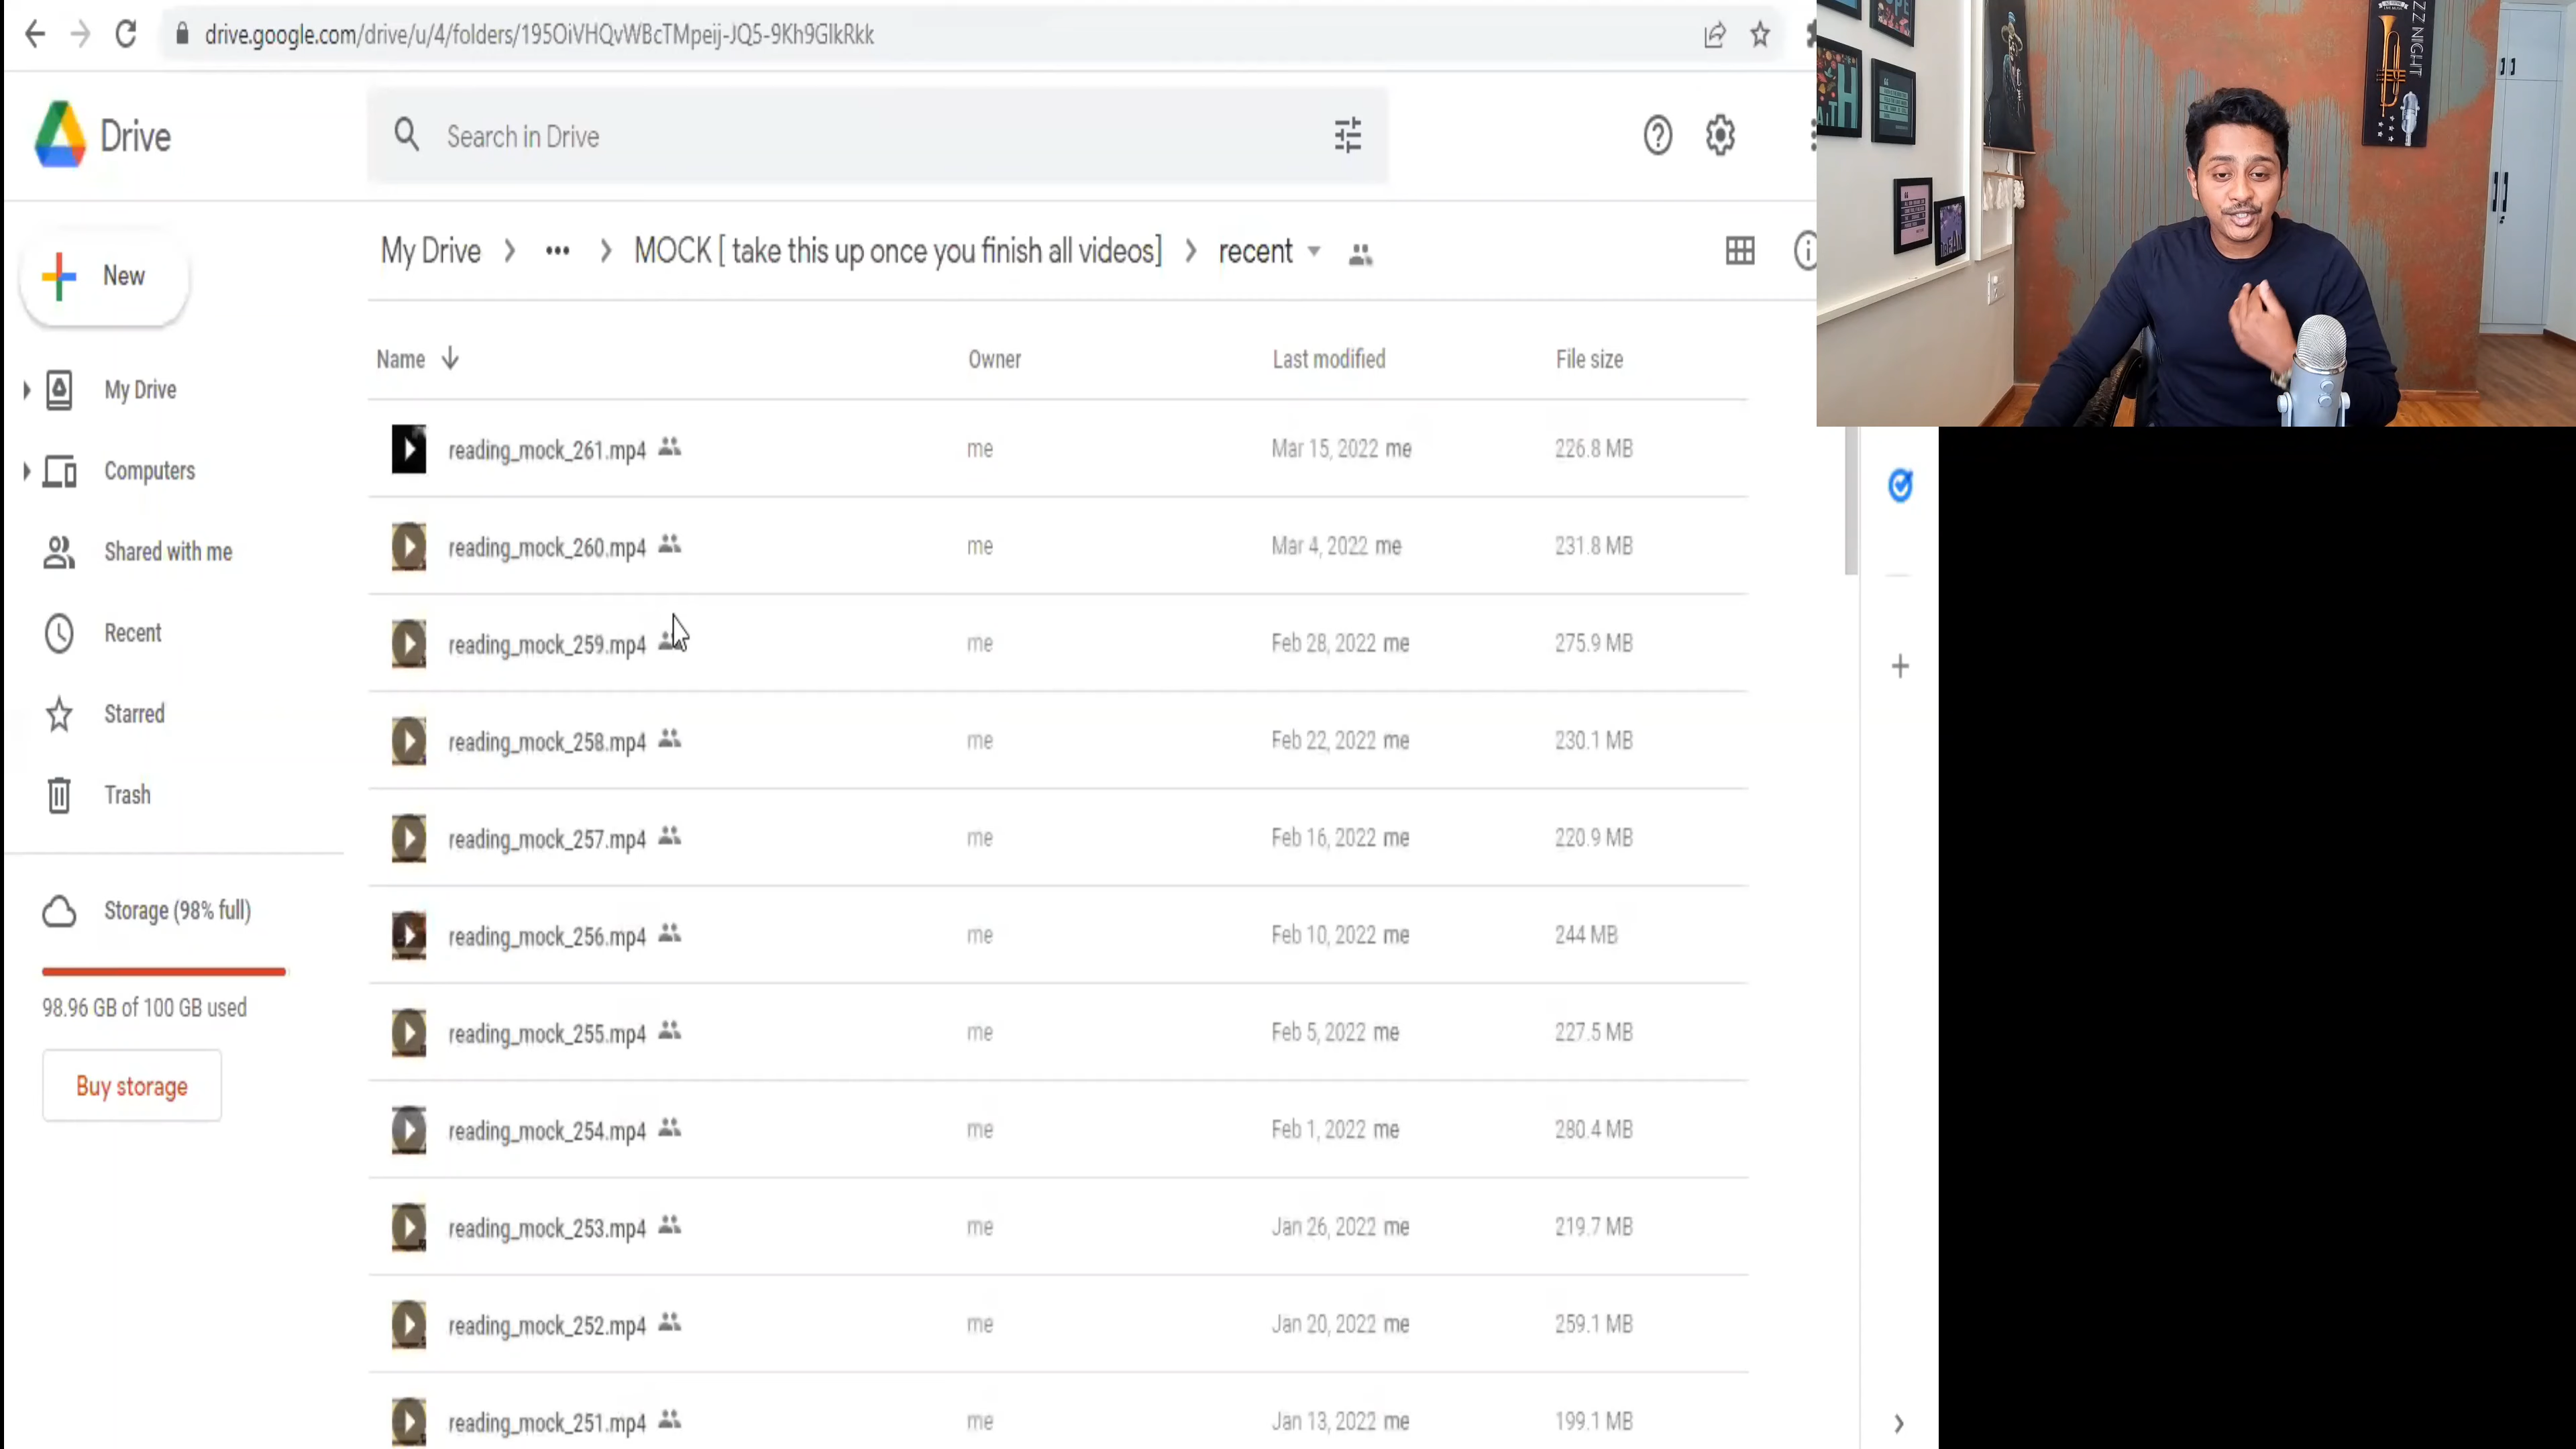 drive.google.com/drive/u/4/folders/195OiVHQvWBcTMpeij-JQ5-9Kh9GlkRkk
Drive
Search in Drive
New
My Drive
Computers
Shared with me
Recent
Starred
Trash
Storage (98% full)
98.96 GB of 100 GB used
Buy storage
My Drive > ••• > MOCK [ take this up once you finish all videos] > recent
Name Owner Last modified File size
reading_mock_261.mp4 me Mar 15, 2022 me 226.8 MB
reading_mock_260.mp4 me Mar 4, 2022 me 231.8 MB
reading_mock_259.mp4 me Feb 28, 2022 me 275.9 MB
reading_mock_258.mp4 me Feb 22, 2022 me 230.1 MB
reading_mock_257.mp4 me Feb 16, 2022 me 220.9 MB
reading_mock_256.mp4 me Feb 10, 2022 me 244 MB
reading_mock_255.mp4 me Feb 5, 2022 me 227.5 MB
reading_mock_254.mp4 me Feb 1, 2022 me 280.4 MB
reading_mock_253.mp4 me Jan 26, 2022 me 219.7 MB
reading_mock_252.mp4 me Jan 20, 2022 me 259.1 MB
reading_mock_251.mp4 me Jan 13, 2022 me 199.1 MB
ZZ NIGHT